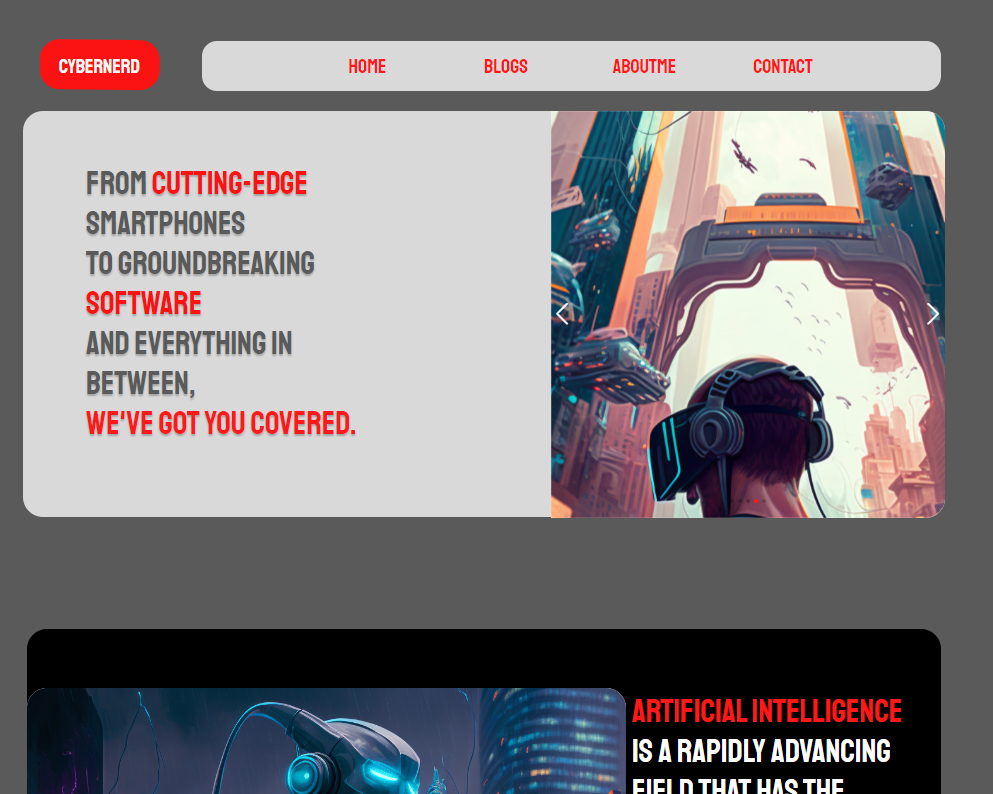 CYBERNERD
HOME BLOGS ABOUTME CONTACT
FROM CUTTING-EDGE
SMARTPHONES
TO GROUNDBREAKING
SOFTWARE
AND EVERYTHING IN
BETWEEN,
WE'VE GOT YOU COVERED.
ARTIFICIAL INTELLIGENCE
IS A RAPIDLY ADVANCING
FIELD THAT HAS THE